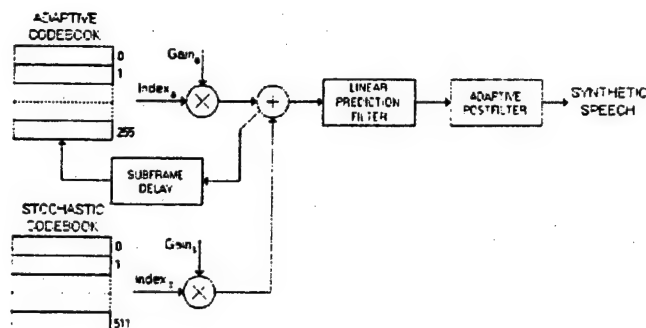 ADAPTIVE
CODEBOOK
0
1
255
Index a
Gain a
×
+
LINEAR
PREDICTION
FILTER
ADAPTIVE
POSTFILTER
SYNTHETIC
SPEECH
SUBFRAME
DELAY
STOCHASTIC
CODEBOOK
0
1
511
Index s
Gain s
×